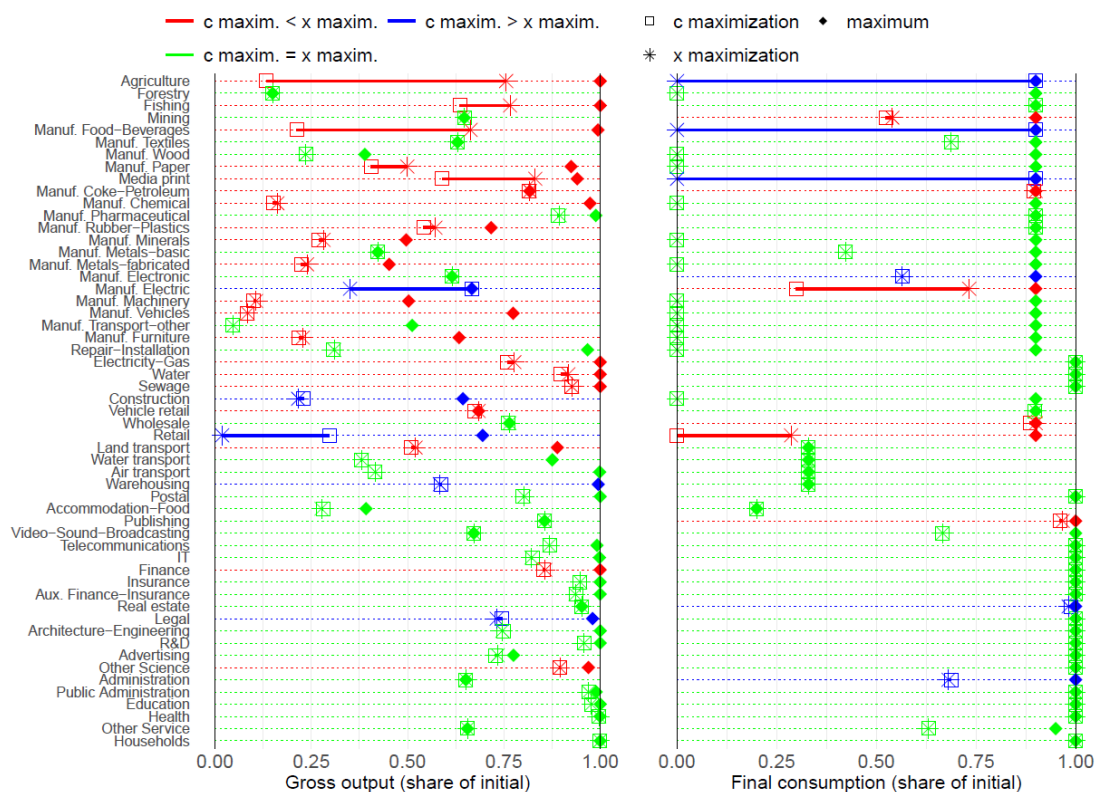 c maxim. < x maxim. c maxim. > x maxim. c maximization maximum
c maxim. = x maxim. x maximization
Agriculture
Forestry
Fishing
Mining
Manuf. Food−Beverages
Manuf. Textiles
Manuf. Wood
Manuf. Paper
Media print
Manuf. Coke−Petroleum
Manuf. Chemical
Manuf. Pharmaceutical
Manuf. Rubber−Plastics
Manuf. Minerals
Manuf. Metals−basic
Manuf. Metals−fabricated
Manuf. Electronic
Manuf. Electric
Manuf. Machinery
Manuf. Vehicles
Manuf. Transport−other
Manuf. Furniture
Repair−Installation
Electricity−Gas
Water
Sewage
Construction
Vehicle retail
Wholesale
Retail
Land transport
Water transport
Air transport
Warehousing
Postal
Accommodation−Food
Publishing
Video−Sound−Broadcasting
Telecommunications
IT
Finance
Insurance
Aux. Finance−Insurance
Real estate
Legal
Architecture−Engineering
R&D
Advertising
Other Science
Administration
Public Administration
Education
Health
Other Service
Households
0.00 0.25 0.50 0.75 1.00 0.00 0.25 0.50 0.75 1.00
Gross output (share of initial) Final consumption (share of initial)